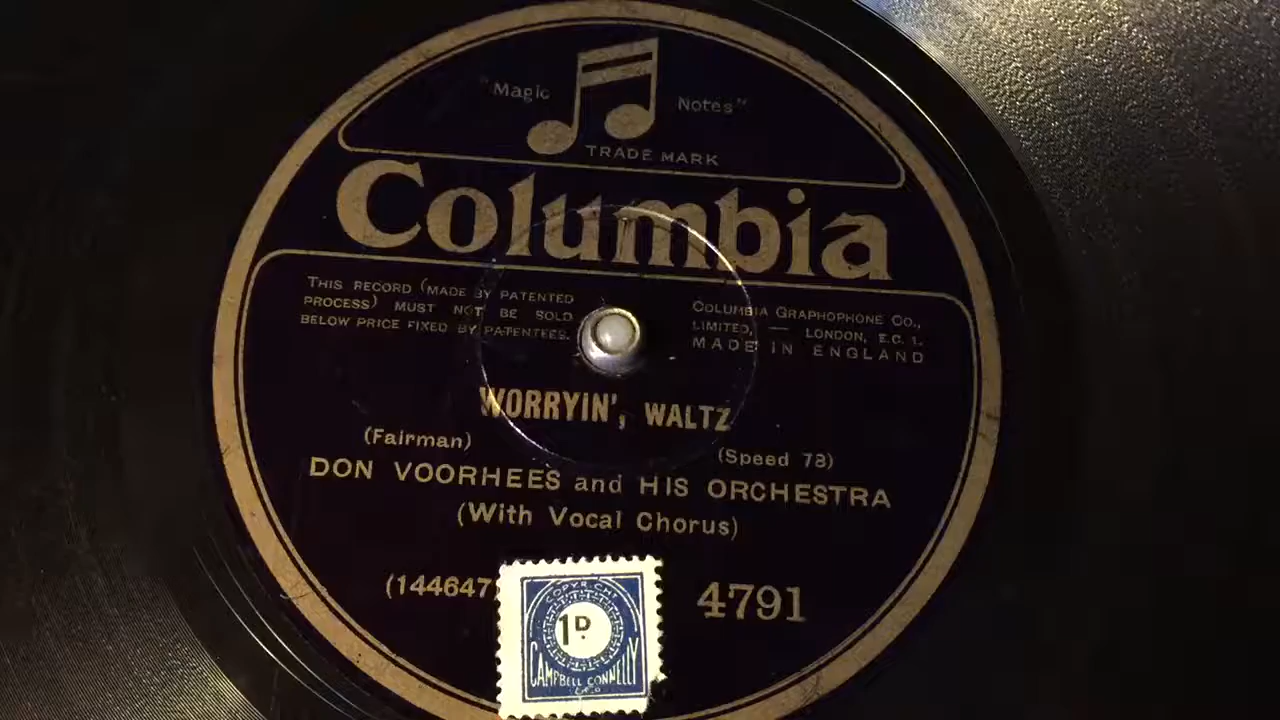 "Magic Notes"
TRADE MARK
Columbia
THIS RECORD (MADE BY PATENTED
PROCESS) MUST NOT BE SOLD
BELOW PRICE FIXED BY PATENTEES.
COLUMBIA GRAPHOPHONE CO.,
LIMITED, — LONDON, E.C. 1.
MADE IN ENGLAND
WORRYIN', WALTZ
(Fairman)
(Speed 78)
DON VOORHEES and HIS ORCHESTRA
(With Vocal Chorus)
(144647
4791
COPYRIGHT
1D.
CAMPBELL CONNELLY